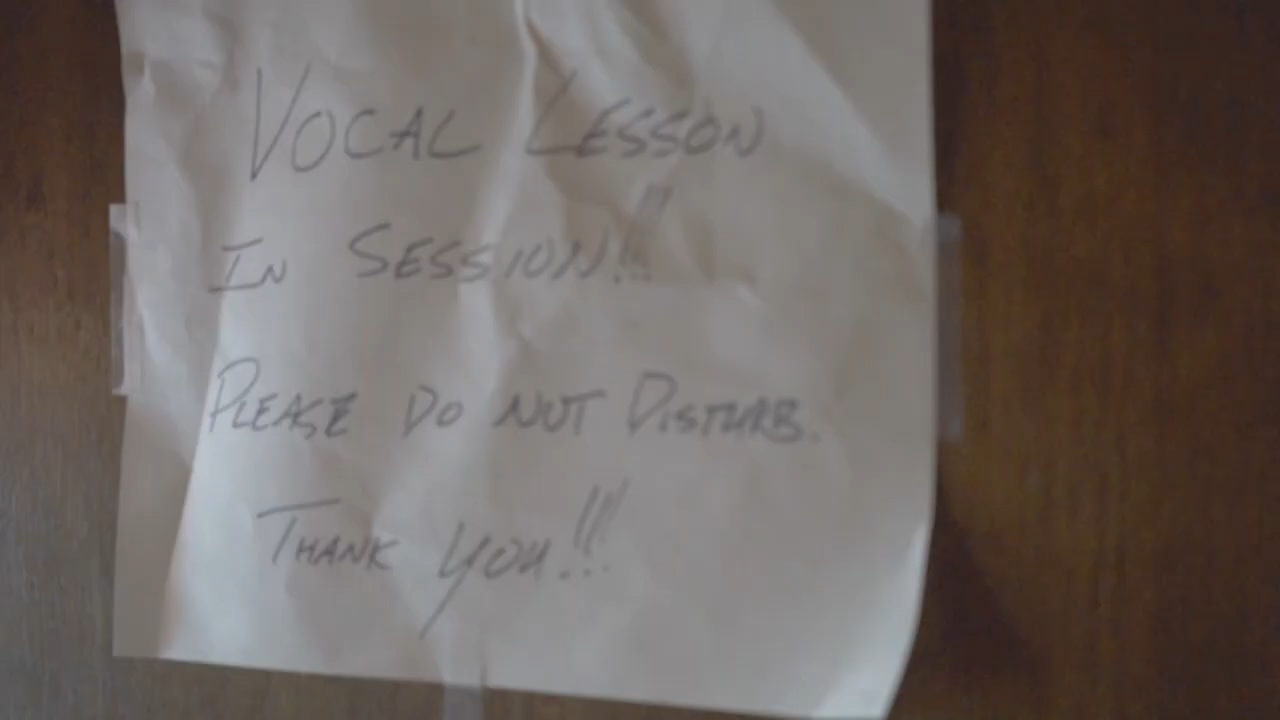 VOCAL LESSON
IN SESSION!!!
PLEASE DO NOT DISTURB.
THANK YOU!!!